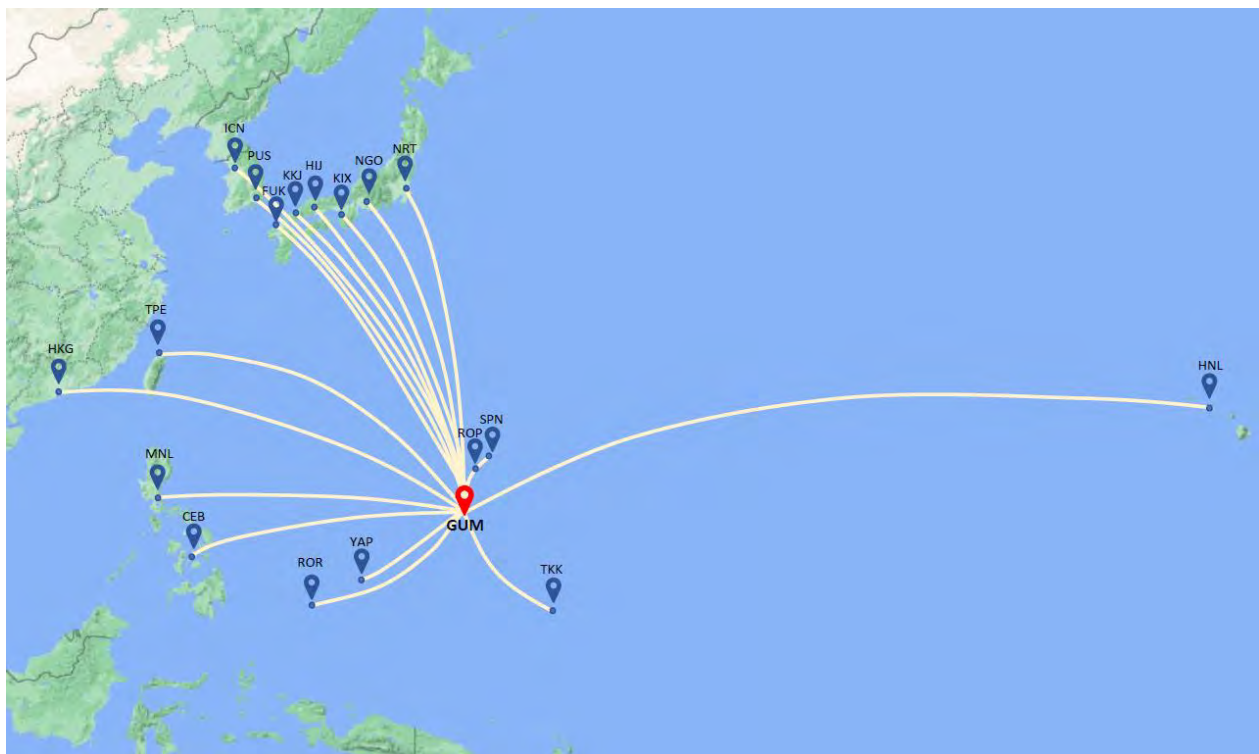 ICN
PUS
FUK
KKJ
HIJ
KIX
NGO
NRT
TPE
HKG
HNL
SPN
ROP
MNL
GUM
CEB
YAP
ROR
TKK